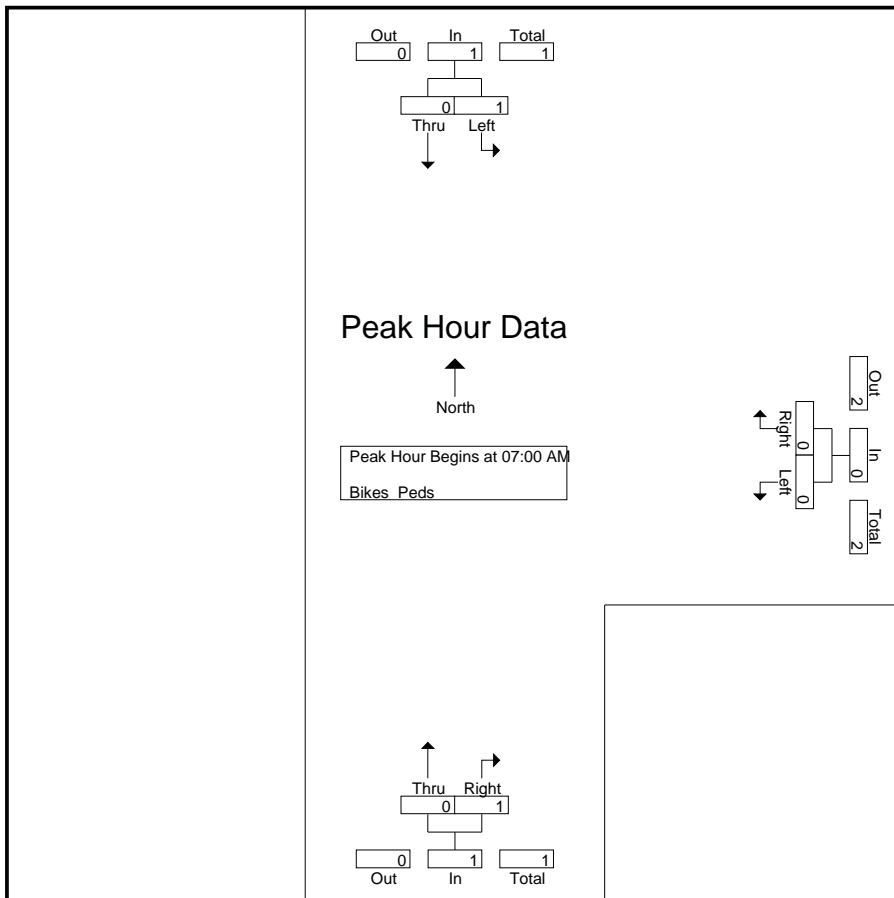 Out In Total
0 1 1
0 1
Thru Left
Peak Hour Data
North
Peak Hour Begins at 07:00 AM
Bikes Peds
Out In Total
2 0 2
Right Left
0 0
Thru Right
0 1
0 1 1
Out In Total